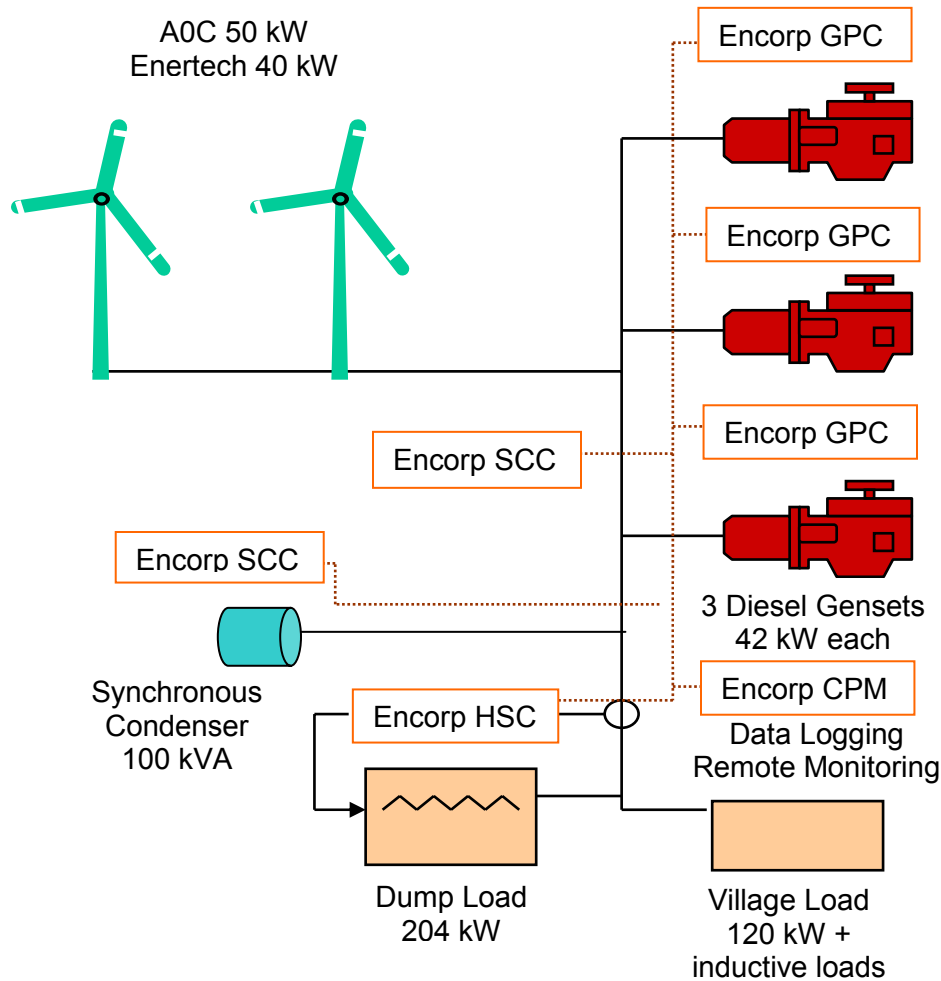 A0C 50 kW
Enertech 40 kW
Encorp GPC
Encorp GPC
Encorp GPC
Encorp SCC
Encorp SCC
3 Diesel Gensets
42 kW each
Synchronous
Condenser
100 kVA
Encorp HSC
Encorp CPM
Data Logging
Remote Monitoring
Dump Load
204 kW
Village Load
120 kW +
inductive loads